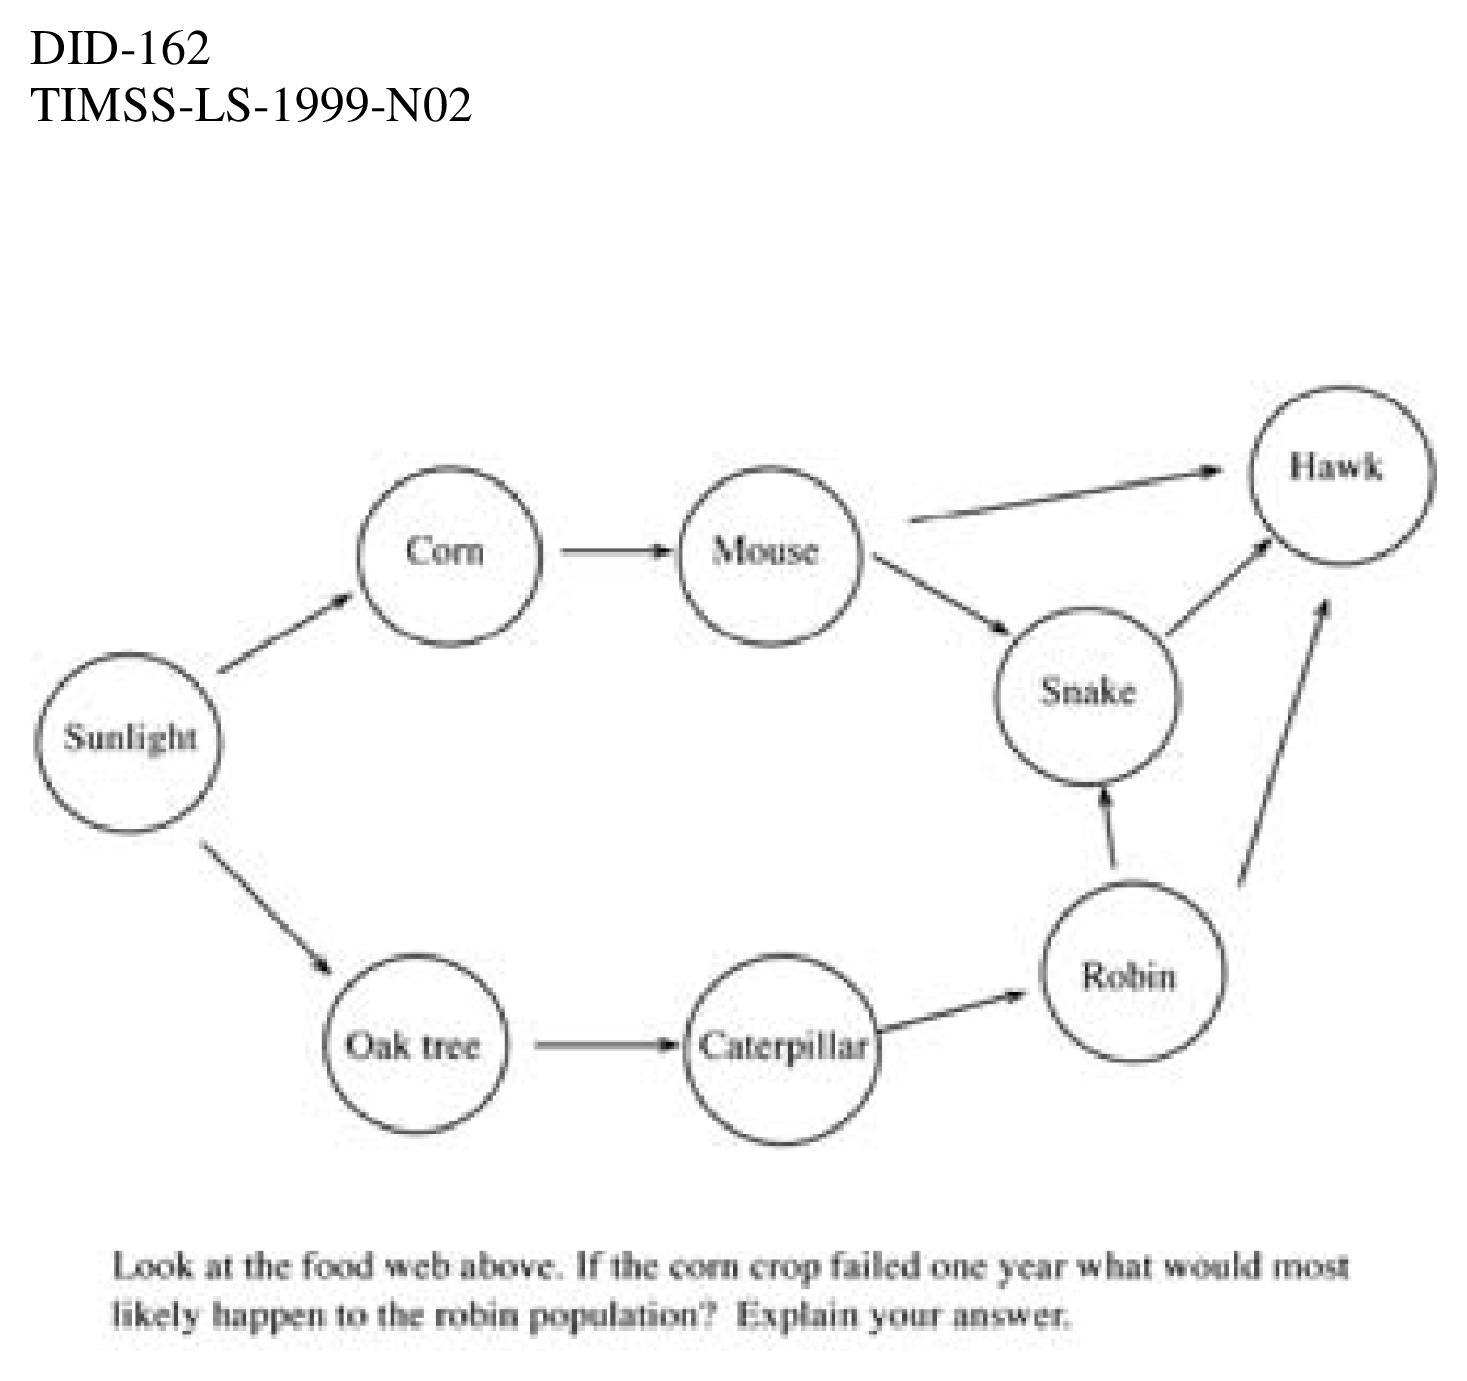 DID-162
TIMSS-LS-1999-N02
Hawk
Corn
Mouse
Snake
Sunlight
Robin
Oak tree
Caterpillar
Look at the food web above. If the corn crop failed one year what would most
likely happen to the robin population? Explain your answer.